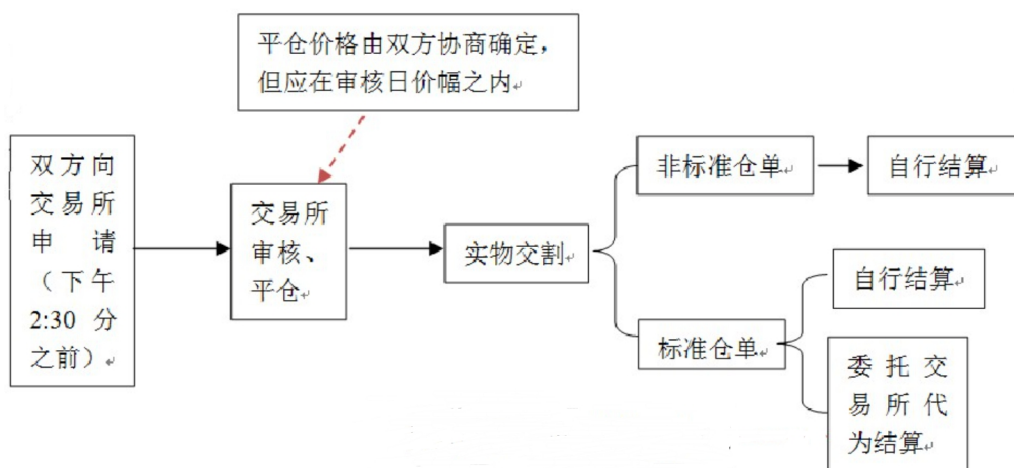 平仓价格由双方协商确定，
但应在审核日价幅之内
双方向
交易所
申请
（下午
2:30 分
之前）
交易所
审核、
平仓
实物交割
非标准仓单
自行结算
标准仓单
自行结算
委托交
易所代
为结算